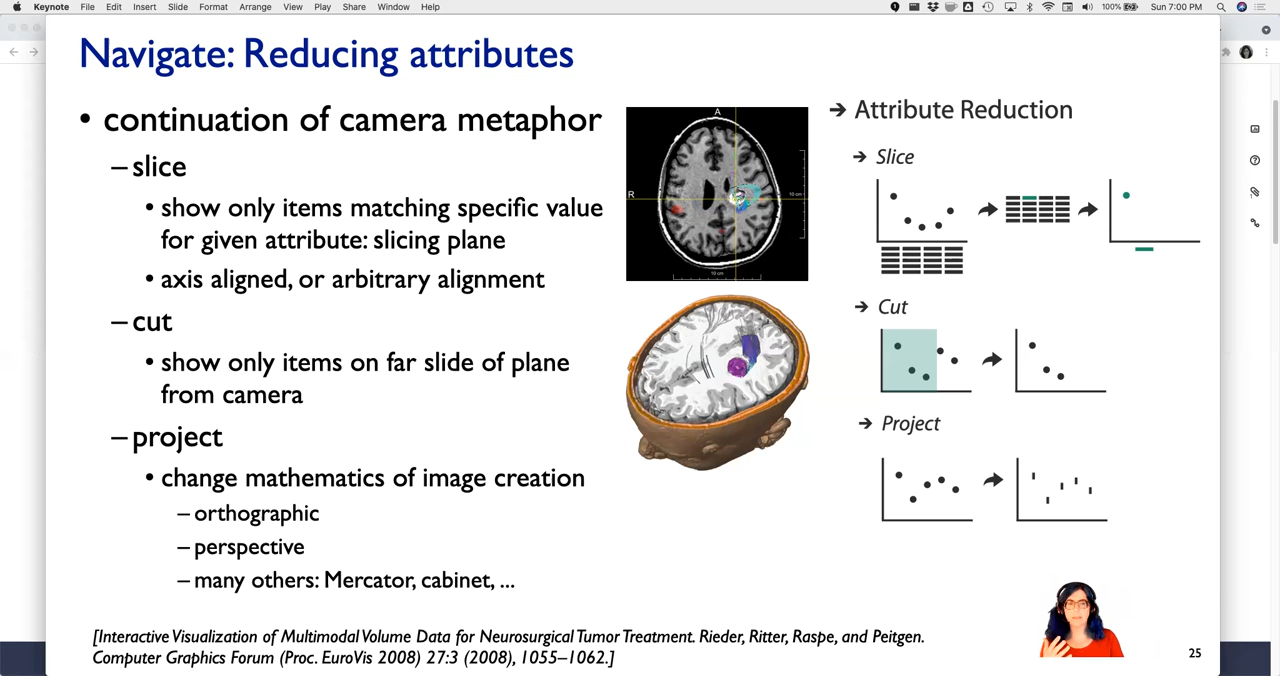 Keynote File Edit Insert Slide Format Arrange View Play Share Window Help 100% Sun 7:00 PM
Navigate: Reducing attributes
• continuation of camera metaphor
– slice
• show only items matching specific value
for given attribute: slicing plane
• axis aligned, or arbitrary alignment
– cut
• show only items on far slide of plane
from camera
– project
• change mathematics of image creation
– orthographic
– perspective
– many others: Mercator, cabinet, ...
A
R
10 cm
10 cm
→ Attribute Reduction
→ Slice
→ Cut
→ Project
[Interactive Visualization of Multimodal Volume Data for Neurosurgical Tumor Treatment. Rieder, Ritter, Raspe, and Peitgen.
Computer Graphics Forum (Proc. EuroVis 2008) 27:3 (2008), 1055–1062.]
25